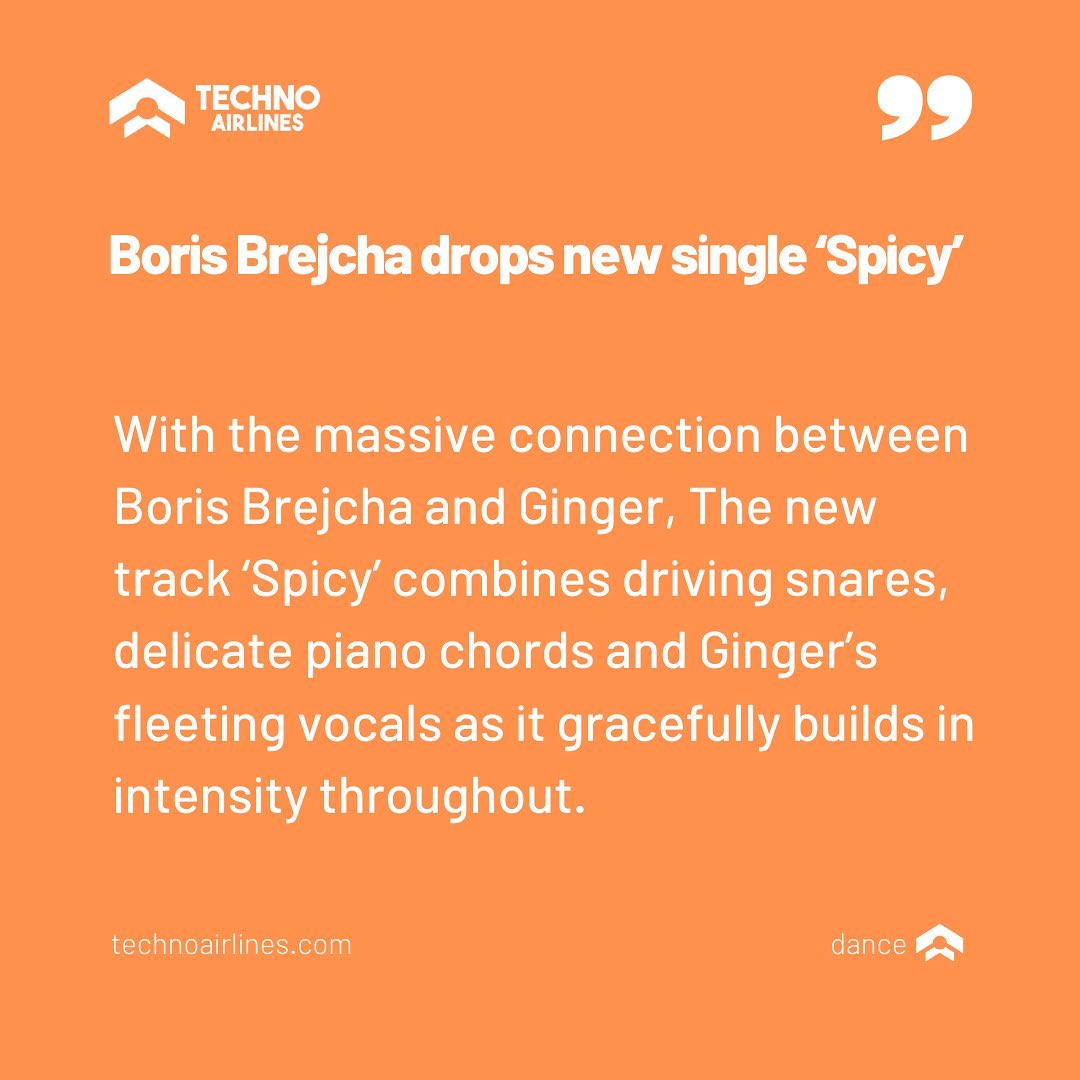 TECHNO
AIRLINES
”
Boris Brejcha drops new single ‘Spicy’
With the massive connection between
Boris Brejcha and Ginger, The new
track ‘Spicy’ combines driving snares,
delicate piano chords and Ginger’s
fleeting vocals as it gracefully builds in
intensity throughout.
technoairlines.com
dance